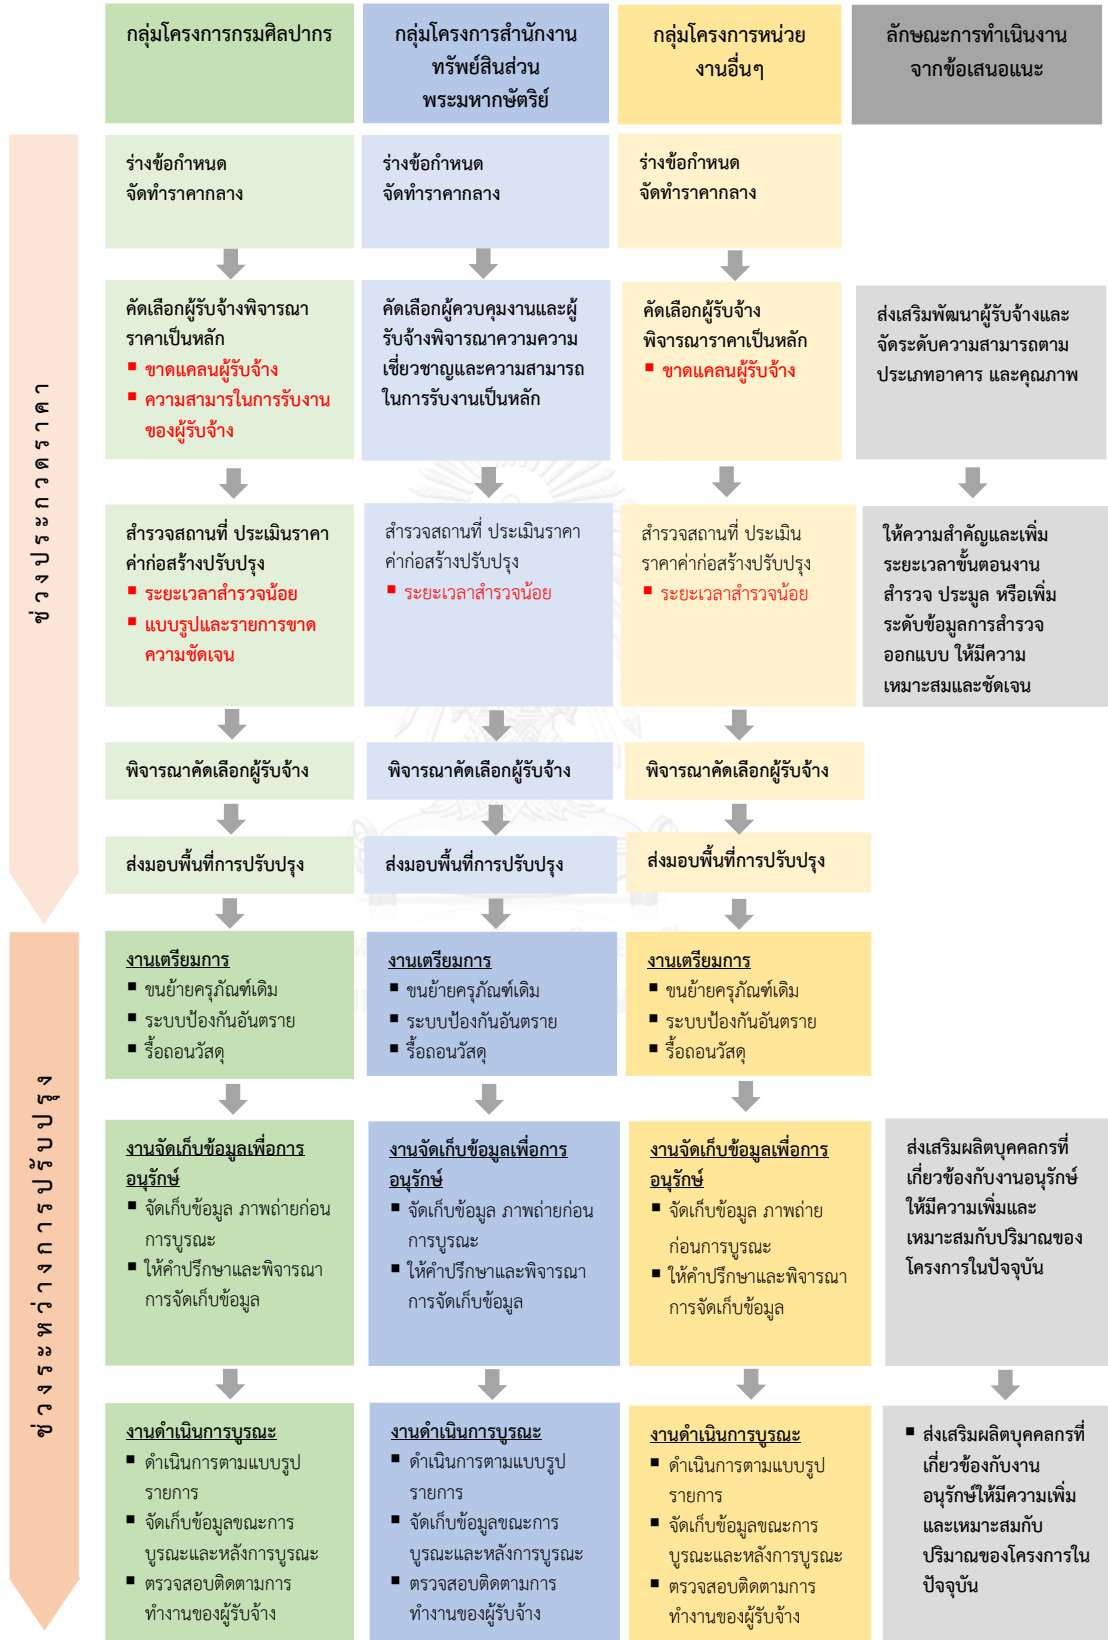 กลุ่มโครงการกรมศิลปากร
กลุ่มโครงการสำนักงาน
ทรัพย์สินส่วน
พระมหากษัตริย์
กลุ่มโครงการหน่วย
งานอื่นๆ
ลักษณะการทำเนินงาน
จากข้อเสนอแนะ
ช่วงประกวดราคา
ร่างข้อกำหนด
จัดทำราคากลาง
ร่างข้อกำหนด
จัดทำราคากลาง
ร่างข้อกำหนด
จัดทำราคากลาง
คัดเลือกผู้รับจ้างพิจารณา
ราคาเป็นหลัก
▪ ขาดแคลนผู้รับจ้าง
▪ ความสามารในการรับงาน
ของผู้รับจ้าง
คัดเลือกผู้ควบคุมงานและผู้
รับจ้างพิจารณาความความ
เชี่ยวชาญและความสามารถ
ในการรับงานเป็นหลัก
คัดเลือกผู้รับจ้าง
พิจารณาราคาเป็นหลัก
▪ ขาดแคลนผู้รับจ้าง
ส่งเสริมพัฒนาผู้รับจ้างและ
จัดระดับความสามารถตาม
ประเภทอาคาร และคุณภาพ
สำรวจสถานที่ ประเมินราคา
ค่าก่อสร้างปรับปรุง
▪ ระยะเวลาสำรวจน้อย
▪ แบบรูปและรายการขาด
ความชัดเจน
สำรวจสถานที่ ประเมินราคา
ค่าก่อสร้างปรับปรุง
▪ ระยะเวลาสำรวจน้อย
สำรวจสถานที่ ประเมิน
ราคาค่าก่อสร้างปรับปรุง
▪ ระยะเวลาสำรวจน้อย
ให้ความสำคัญและเพิ่ม
ระยะเวลาขั้นตอนงาน
สำรวจ ประมูล หรือเพิ่ม
ระดับข้อมูลการสำรวจ
ออกแบบ ให้มีความ
เหมาะสมและชัดเจน
พิจารณาคัดเลือกผู้รับจ้าง
พิจารณาคัดเลือกผู้รับจ้าง
พิจารณาคัดเลือกผู้รับจ้าง
ส่งมอบพื้นที่การปรับปรุง
ส่งมอบพื้นที่การปรับปรุง
ส่งมอบพื้นที่การปรับปรุง
ช่วงระหว่างการปรับปรุง
งานเตรียมการ
▪ ขนย้ายครุภัณฑ์เดิม
▪ ระบบป้องกันอันตราย
▪ รื้อถอนวัสดุ
งานเตรียมการ
▪ ขนย้ายครุภัณฑ์เดิม
▪ ระบบป้องกันอันตราย
▪ รื้อถอนวัสดุ
งานเตรียมการ
▪ ขนย้ายครุภัณฑ์เดิม
▪ ระบบป้องกันอันตราย
▪ รื้อถอนวัสดุ
งานจัดเก็บข้อมูลเพื่อการ
อนุรักษ์
▪ จัดเก็บข้อมูล ภาพถ่ายก่อน
การบูรณะ
▪ ให้คำปรึกษาและพิจารณา
การจัดเก็บข้อมูล
งานจัดเก็บข้อมูลเพื่อการ
อนุรักษ์
▪ จัดเก็บข้อมูล ภาพถ่ายก่อน
การบูรณะ
▪ ให้คำปรึกษาและพิจารณา
การจัดเก็บข้อมูล
งานจัดเก็บข้อมูลเพื่อการ
อนุรักษ์
▪ จัดเก็บข้อมูล ภาพถ่าย
ก่อนการบูรณะ
▪ ให้คำปรึกษาและพิจารณา
การจัดเก็บข้อมูล
ส่งเสริมผลิตบุคคลกรที่
เกี่ยวข้องกับงานอนุรักษ์
ให้มีความเพิ่มและ
เหมาะสมกับปริมาณของ
โครงการในปัจจุบัน
งานดำเนินการบูรณะ
▪ ดำเนินการตามแบบรูป
รายการ
▪ จัดเก็บข้อมูลขณะการ
บูรณะและหลังการบูรณะ
▪ ตรวจสอบติดตามการ
ทำงานของผู้รับจ้าง
งานดำเนินการบูรณะ
▪ ดำเนินการตามแบบรูป
รายการ
▪ จัดเก็บข้อมูลขณะการ
บูรณะและหลังการบูรณะ
▪ ตรวจสอบติดตามการ
ทำงานของผู้รับจ้าง
งานดำเนินการบูรณะ
▪ ดำเนินการตามแบบรูป
รายการ
▪ จัดเก็บข้อมูลขณะการ
บูรณะและหลังการบูรณะ
▪ ตรวจสอบติดตามการ
ทำงานของผู้รับจ้าง
▪ ส่งเสริมผลิตบุคคลกรที่
เกี่ยวข้องกับงาน
อนุรักษ์ให้มีความเพิ่ม
และเหมาะสมกับ
ปริมาณของโครงการใน
ปัจจุบัน